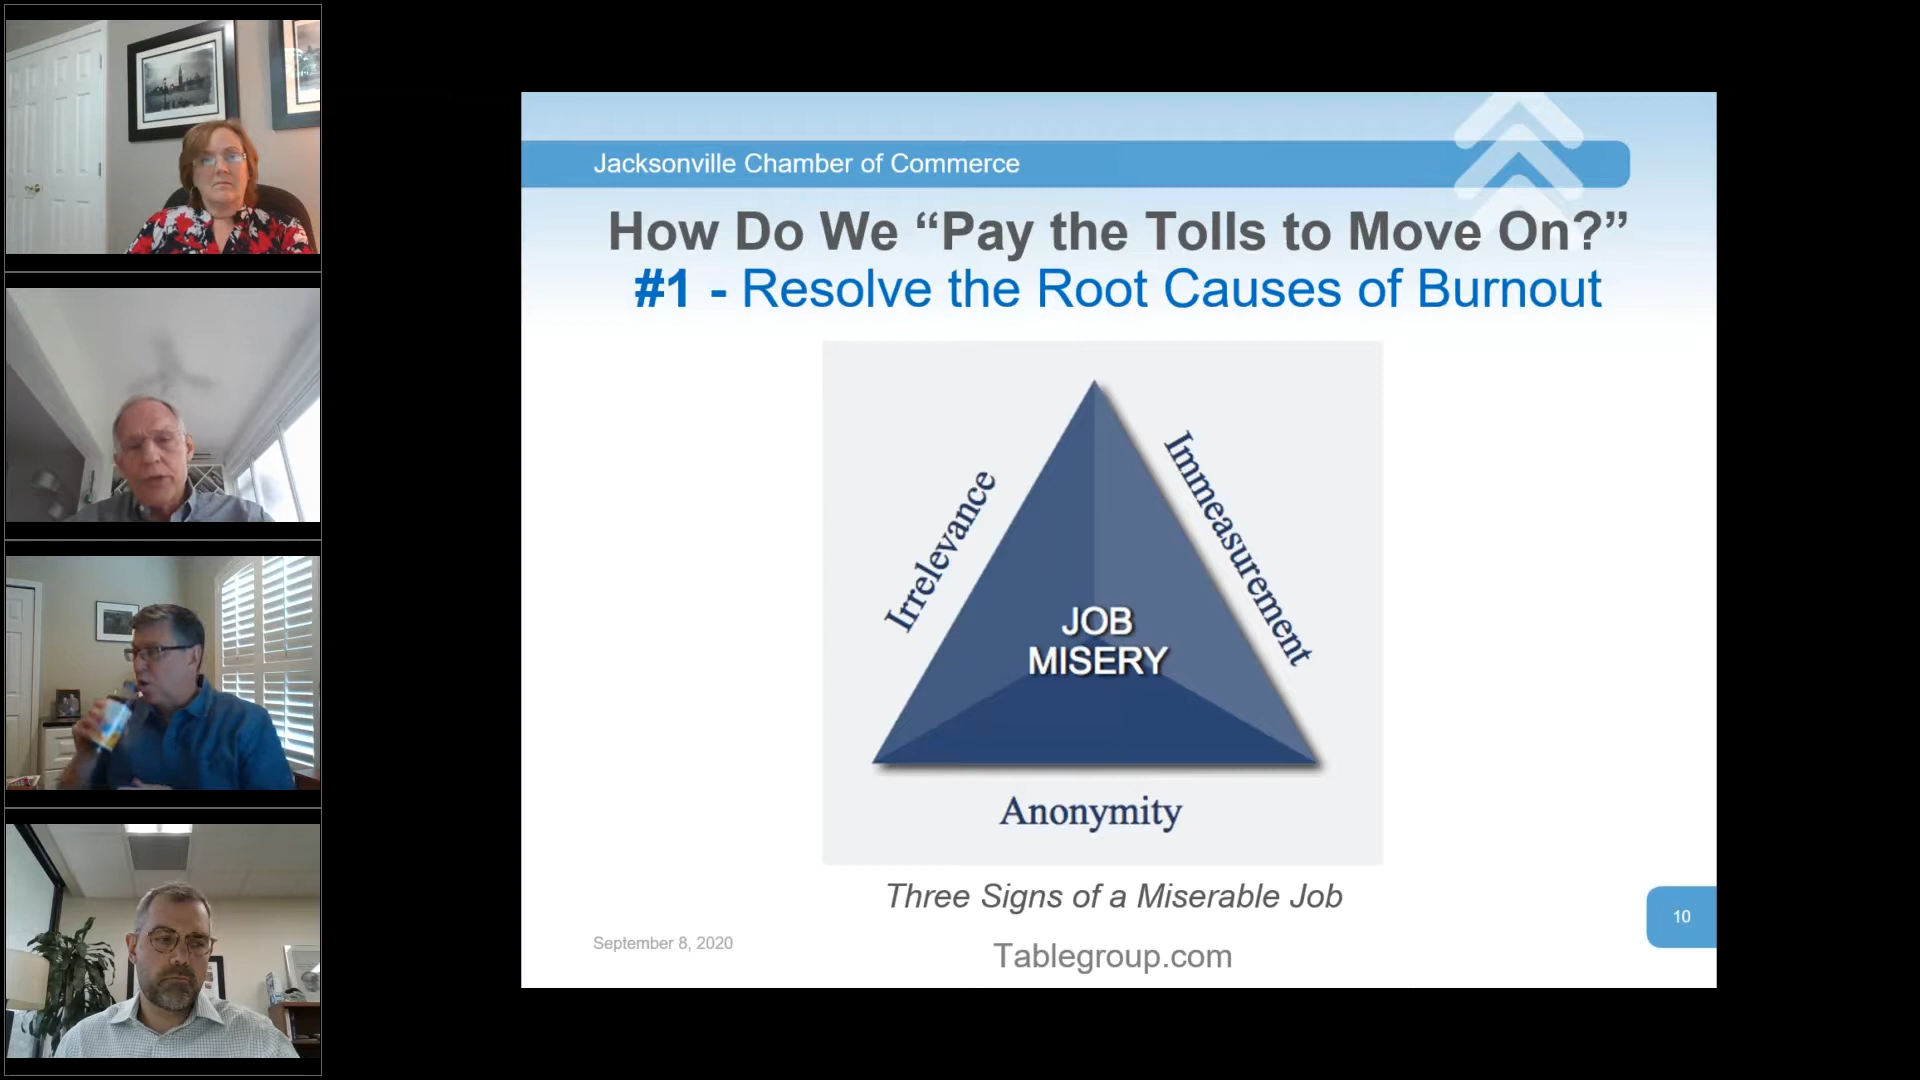 Jacksonville Chamber of Commerce
How Do We “Pay the Tolls to Move On?”
#1 - Resolve the Root Causes of Burnout
Irrelevance
Immeasurement
JOB
MISERY
Anonymity
Three Signs of a Miserable Job
September 8, 2020
Tablegroup.com
10